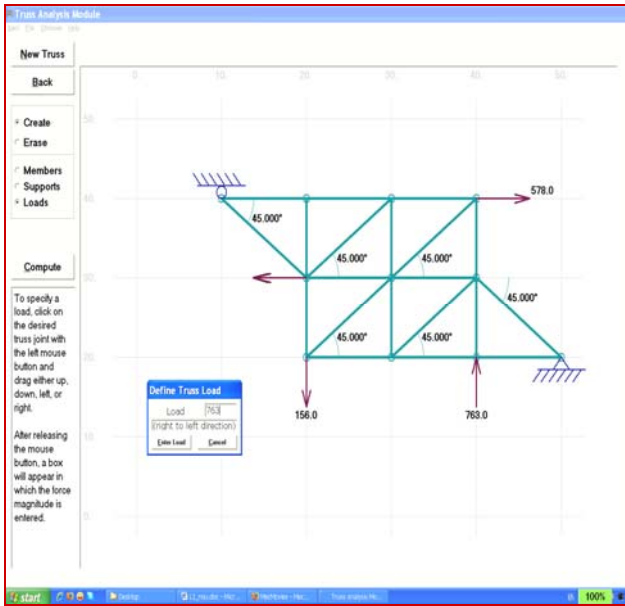 Truss Analysis Module
New Truss
Back
Create
Erase
Members
Supports
Loads
Compute
To specify a
load, click on
the desired
truss joint with
the left mouse
button and
drag either up,
down, left, or
right.
After releasing
the mouse
button, a box
will appear in
which the force
magnitude is
entered.
0. 10. 20. 30. 40. 50.
50.
40.
30.
20.
10.
0.
578.0
45.000°
45.000° 45.000°
45.000°
45.000° 45.000°
156.0 763.0
Define Truss Load
Load 763
(right to left direction)
Enter Load Cancel
start
Desktop
Truss Analysis Mo...
100%